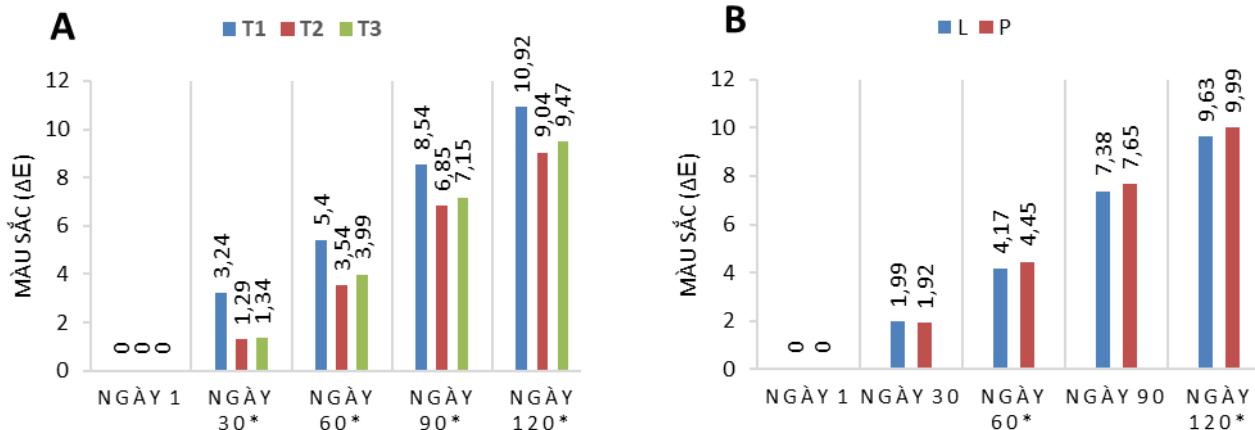 A
T1 T2 T3
MÀU SẮC (ΔE)
12
10
8
6
4
2
0
0 0 0
3,24 1,29 1,34
5,4 3,54 3,99
8,54 6,85 7,15
10,92 9,04 9,47
NGÀY 1 NGÀY NGÀY NGÀY NGÀY
30* 60* 90* 120*
B
L P
MÀU SẮC (ΔE)
12
10
8
6
4
2
0
0 0
1,99 1,92
4,17 4,45
7,38 7,65
9,63 9,99
NGÀY 1 NGÀY 30 NGÀY NGÀY 90 NGÀY
60* 120*